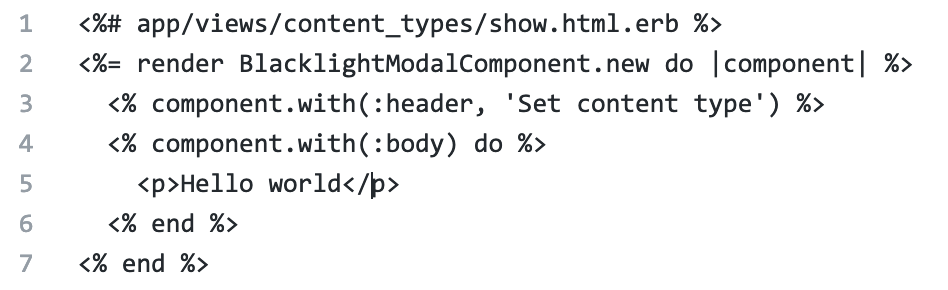 1 <%# app/views/content_types/show.html.erb %>
2 <%= render BlacklightModalComponent.new do |component| %>
3   <% component.with(:header, 'Set content type') %>
4   <% component.with(:body) do %>
5     <p>Hello world</p>
6   <% end %>
7 <% end %>